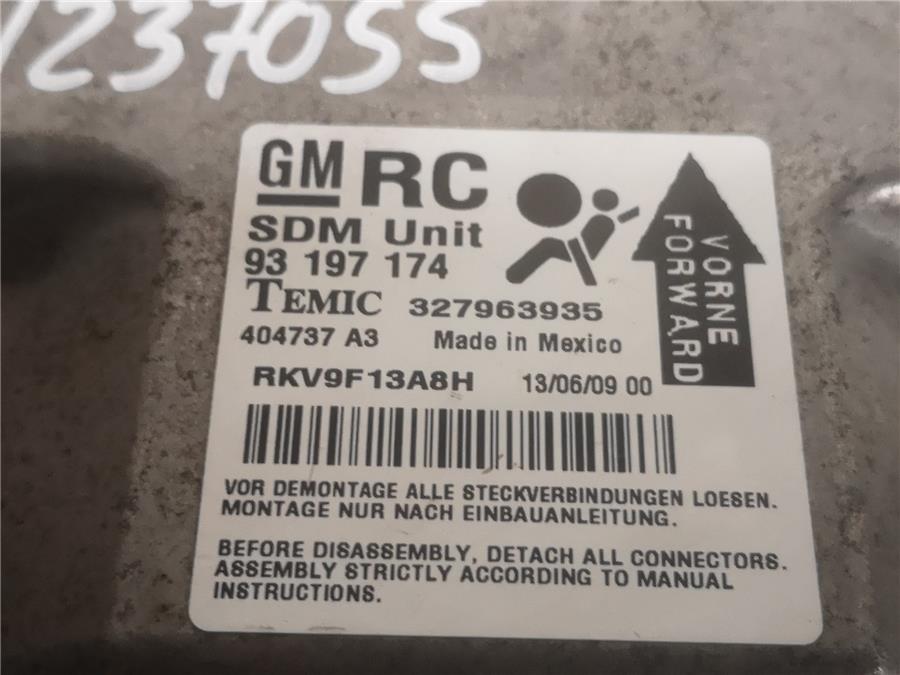 1237055
GM RC
SDM Unit
93 197 174
TEMIC 327963935
404737 A3 Made in Mexico
RKV9F13A8H 13/06/09 00
VORNE
FORWARD
VOR DEMONTAGE ALLE STECKVERBINDUNGEN LOESEN.
MONTAGE NUR NACH EINBAUANLEITUNG.
BEFORE DISASSEMBLY, DETACH ALL CONNECTORS.
ASSEMBLY STRICTLY ACCORDING TO MANUAL
INSTRUCTIONS.